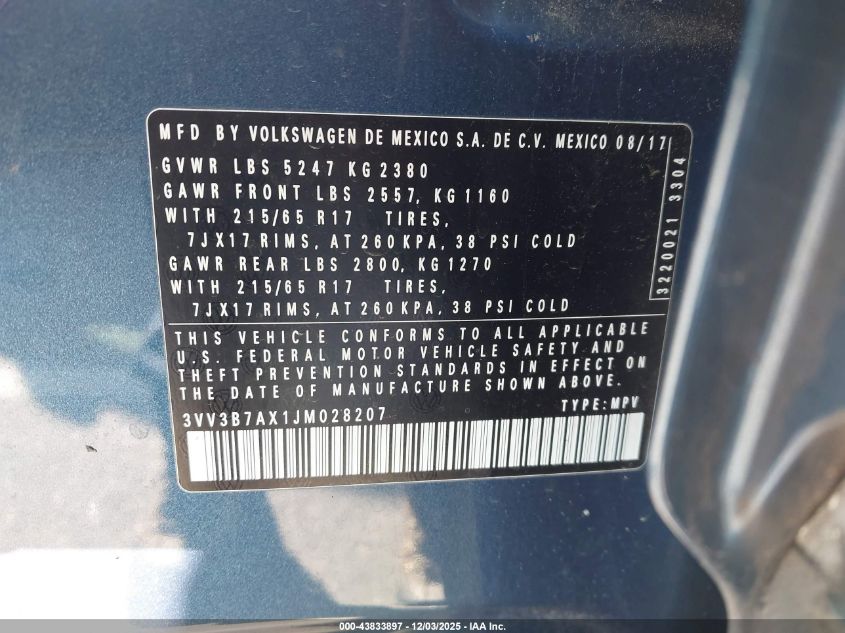 MFD BY VOLKSWAGEN DE MEXICO S.A. DE C.V. MEXICO 08/17
GVWR LBS 5247 KG 2380
GAWR FRONT LBS 2557, KG 1160
WITH 215/65 R17 TIRES,
7JX17 RIMS, AT 260 KPA, 38 PSI COLD
GAWR REAR LBS 2800, KG 1270
WITH 215/65 R17 TIRES,
7JX17 RIMS, AT 260 KPA, 38 PSI COLD
3220021 3304
THIS VEHICLE CONFORMS TO ALL APPLICABLE
U.S. FEDERAL MOTOR VEHICLE SAFETY AND
THEFT PREVENTION STANDARDS IN EFFECT ON
THE DATE OF MANUFACTURE SHOWN ABOVE.
3VV3B7AX1JM028207 TYPE: MPV
000-43833897 - 12/03/2025 - IAA Inc.